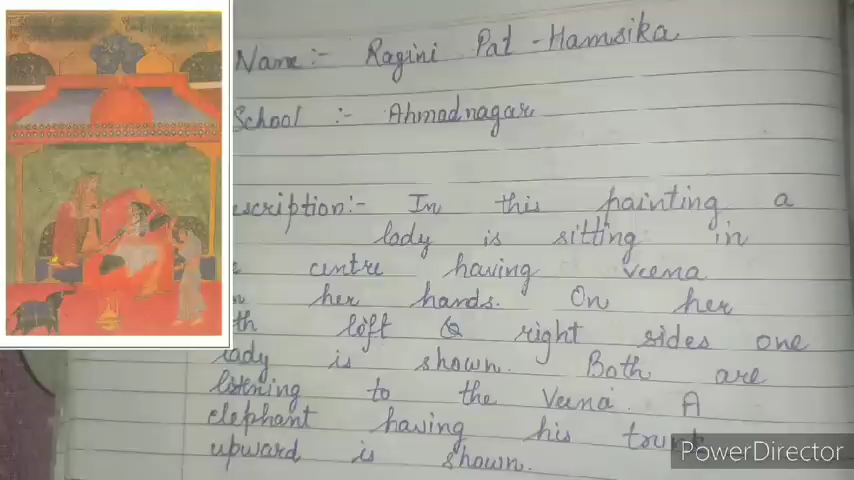 Name:- Ragini Pat-Hamsika
School :- Ahmadnagar
scription:- In this painting a
lady is sitting in
centre having veena
her hands. On her
th left & right sides one
lady is shown. Both are
listening to the Veena. A
elephant having his trunk
upward is shown.
PowerDirector